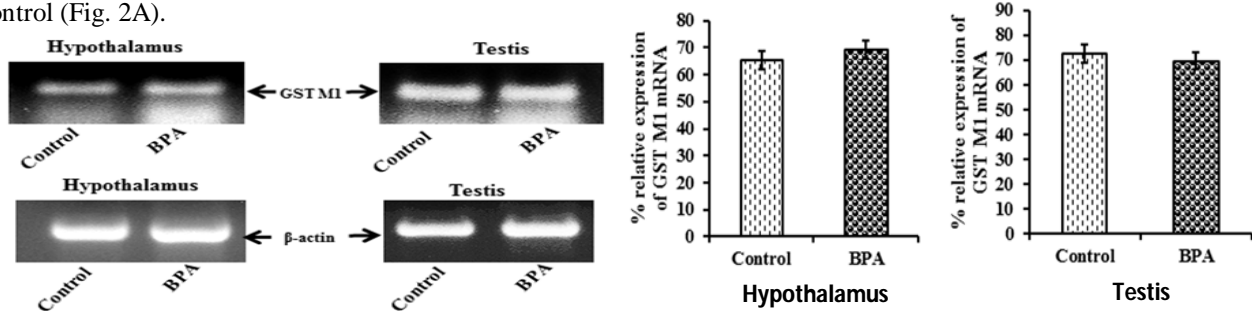 ontrol (Fig. 2A).
Hypothalamus
Testis
GST M1
Control
BPA
Control
BPA
Hypothalamus
Testis
β-actin
Control
BPA
Control
BPA
% relative expression
of GST M1 mRNA
80
70
60
50
40
30
20
10
0
Control
BPA
Hypothalamus
% relative expression of
GST M1 mRNA
90
80
70
60
50
40
30
20
10
0
Control
BPA
Testis